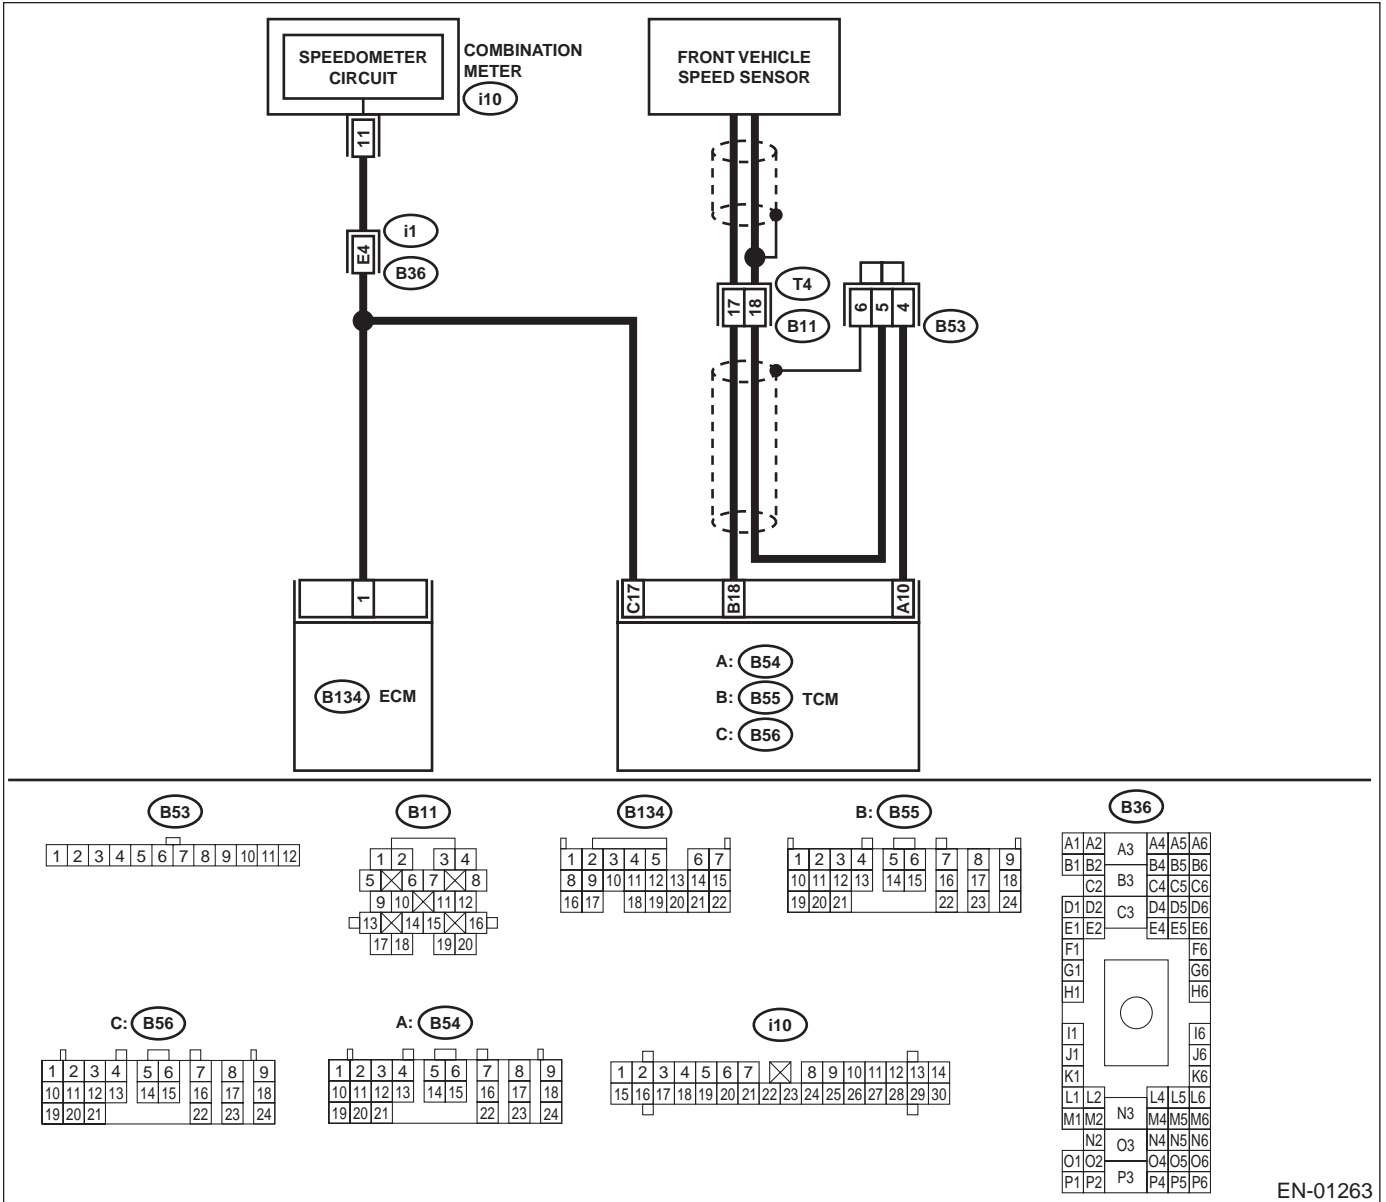 SPEEDOMETER
CIRCUIT
COMBINATION
METER
i10
FRONT VEHICLE
SPEED SENSOR
11
i1
E4
B36
T4
17 18
B11
6 5 4
B53
1
C17
B18
A10
B134 ECM
A: B54
B: B55 TCM
C: B56
B53
1 2 3 4 5 6 7 8 9 10 11 12
B11
1 2 3 4
5 6 7 8
9 10 11 12
13 14 15 16
17 18 19 20
B134
1 2 3 4 5 6 7
8 9 10 11 12 13 14 15
16 17 18 19 20 21 22
B: B55
1 2 3 4 5 6 7 8 9
10 11 12 13 14 15 16 17 18
19 20 21 22 23 24
B36
A1 A2 A3 A4 A5 A6
B1 B2 B3 B4 B5 B6
C2 C4 C5 C6
D1 D2 C3 D4 D5 D6
E1 E2 E4 E5 E6
F1 F6
G1 G6
H1 H6
I1 I6
J1 J6
K1 K6
L1 L2 L4 L5 L6
M1 M2 N3 M4 M5 M6
N2 O3 N4 N5 N6
O1 O2 O4 O5 O6
P1 P2 P3 P4 P5 P6
C: B56
1 2 3 4 5 6 7 8 9
10 11 12 13 14 15 16 17 18
19 20 21 22 23 24
A: B54
1 2 3 4 5 6 7 8 9
10 11 12 13 14 15 16 17 18
19 20 21 22 23 24
i10
1 2 3 4 5 6 7 8 9 10 11 12 13 14
15 16 17 18 19 20 21 22 23 24 25 26 27 28 29 30
EN-01263